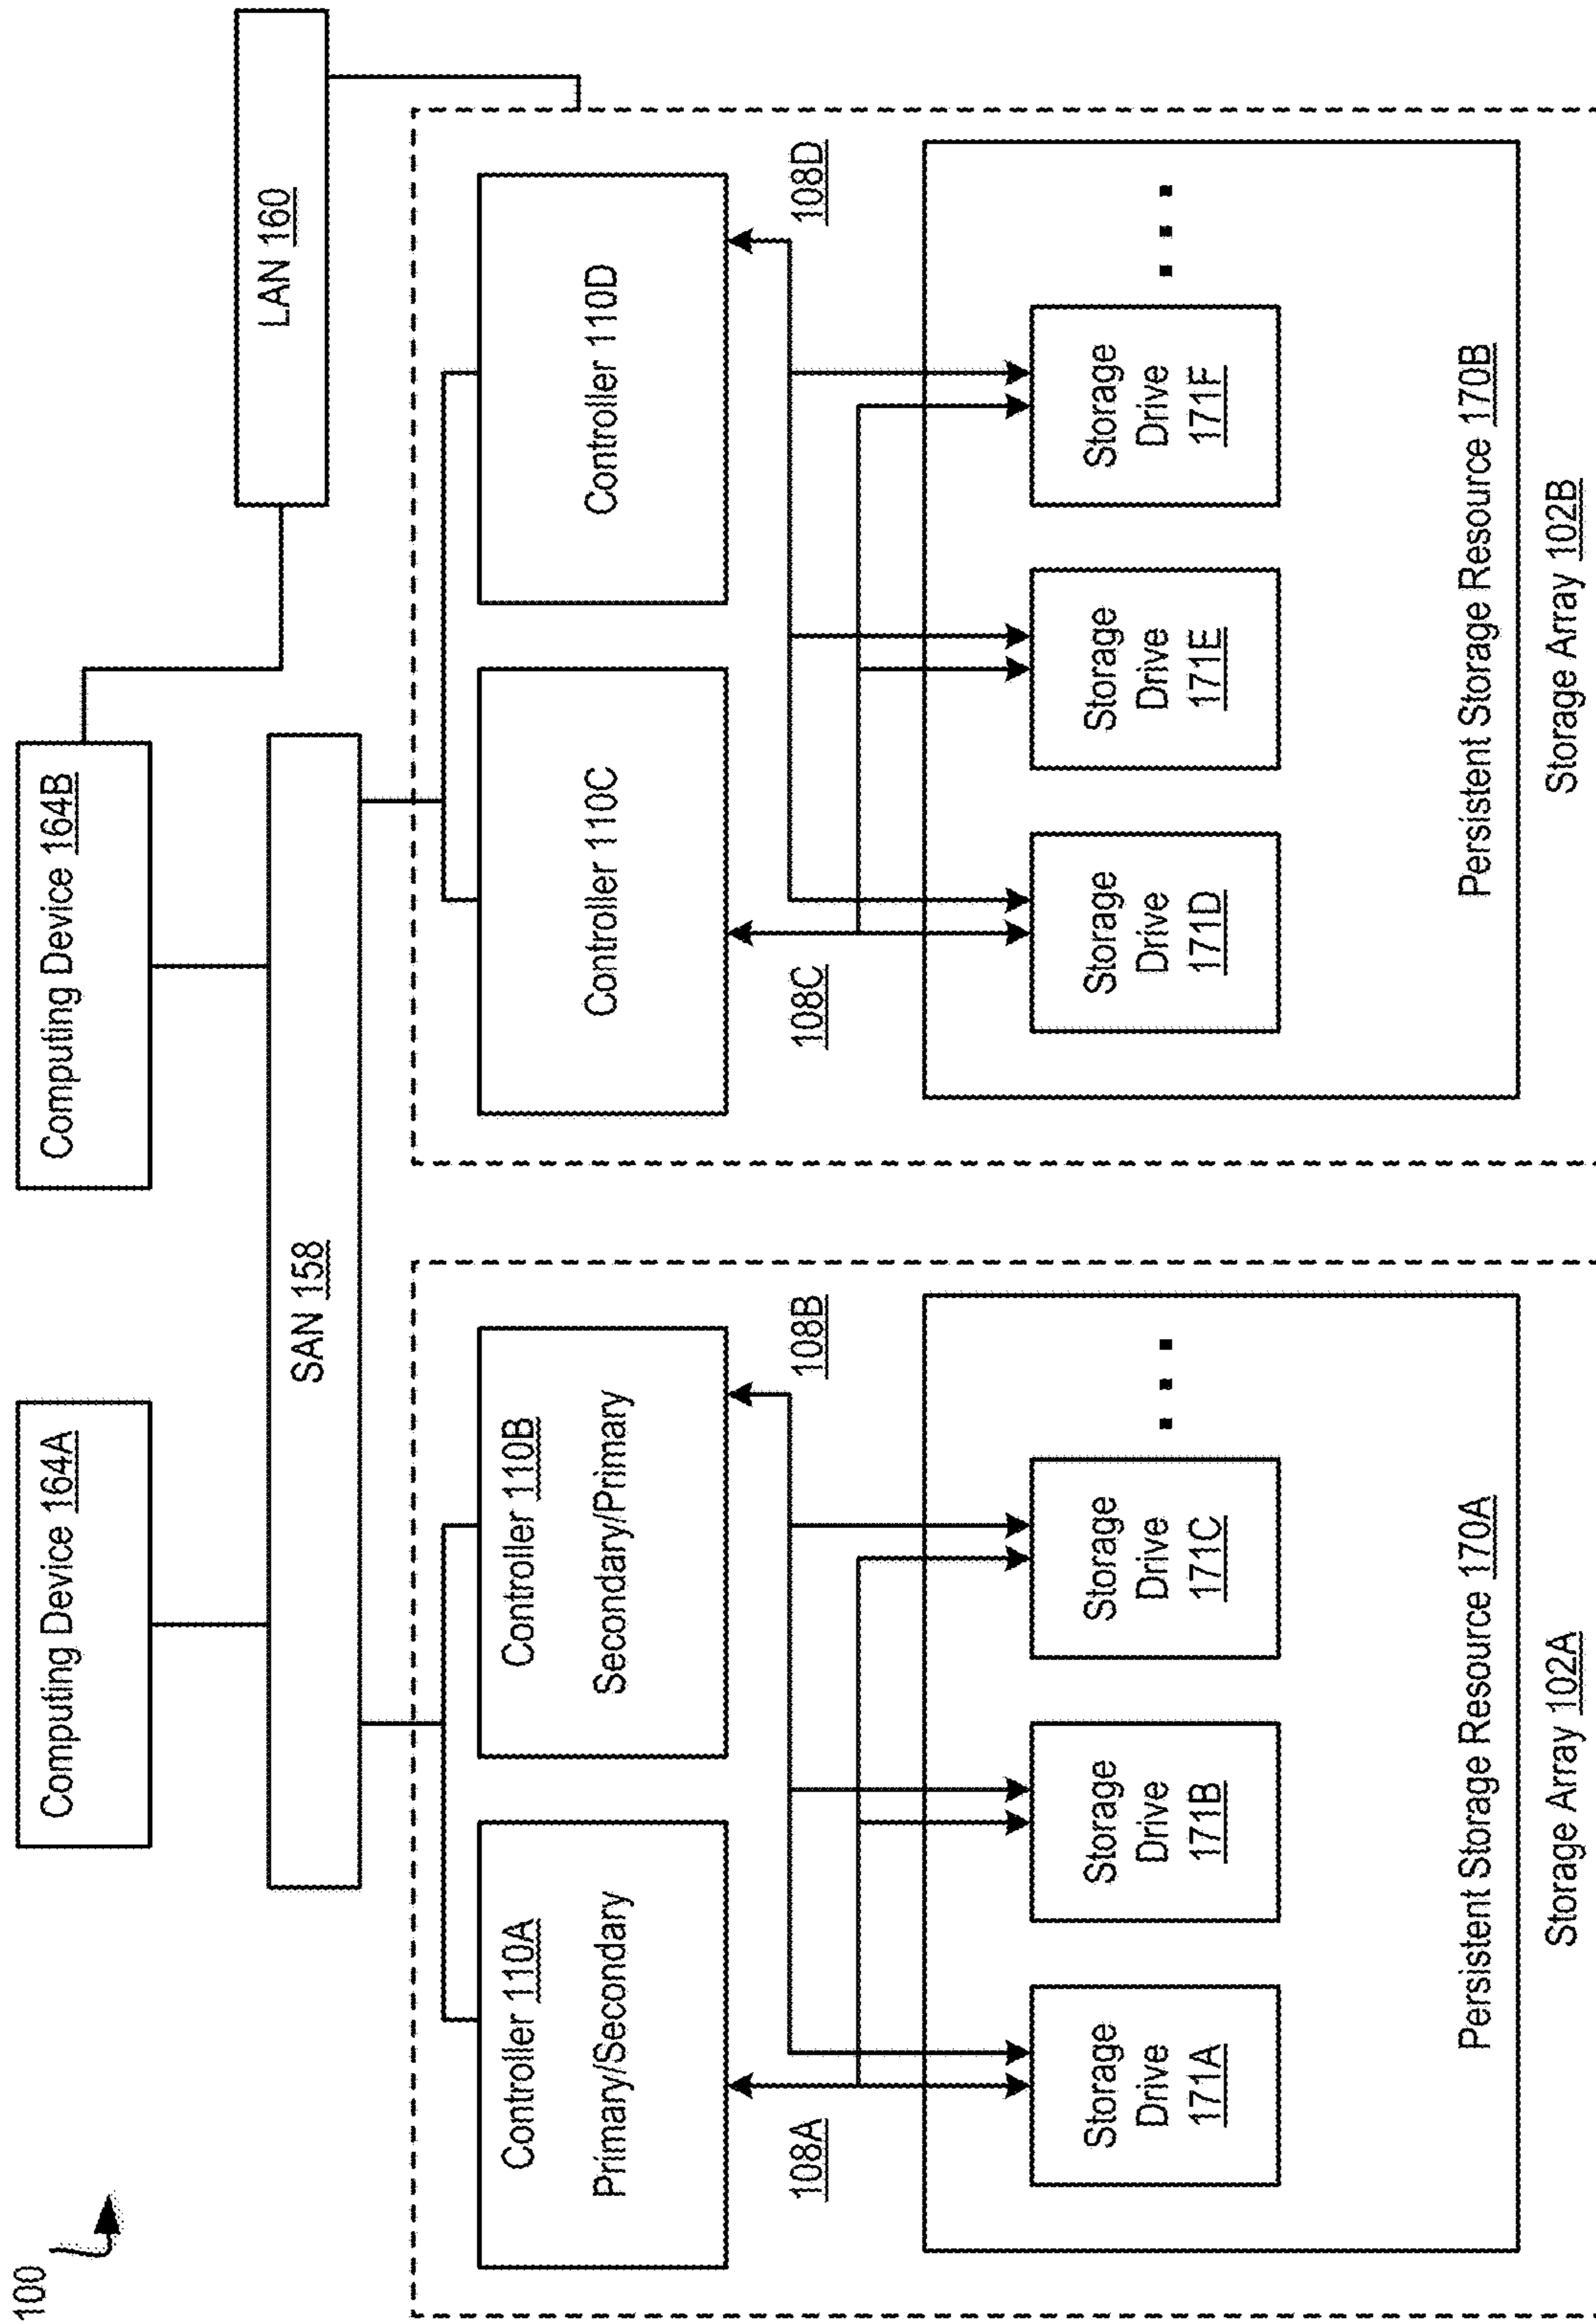 100
Computing Device 164A
Computing Device 164B
SAN 158
LAN 160
Controller 110A
Primary/Secondary
Controller 110B
Secondary/Primary
Controller 110C
Controller 110D
108A
108B
108C
108D
Storage
Drive
171A
Storage
Drive
171B
Storage
Drive
171C
Storage
Drive
171D
Storage
Drive
171E
Storage
Drive
171F
Persistent Storage Resource 170A
Persistent Storage Resource 170B
Storage Array 102A
Storage Array 102B